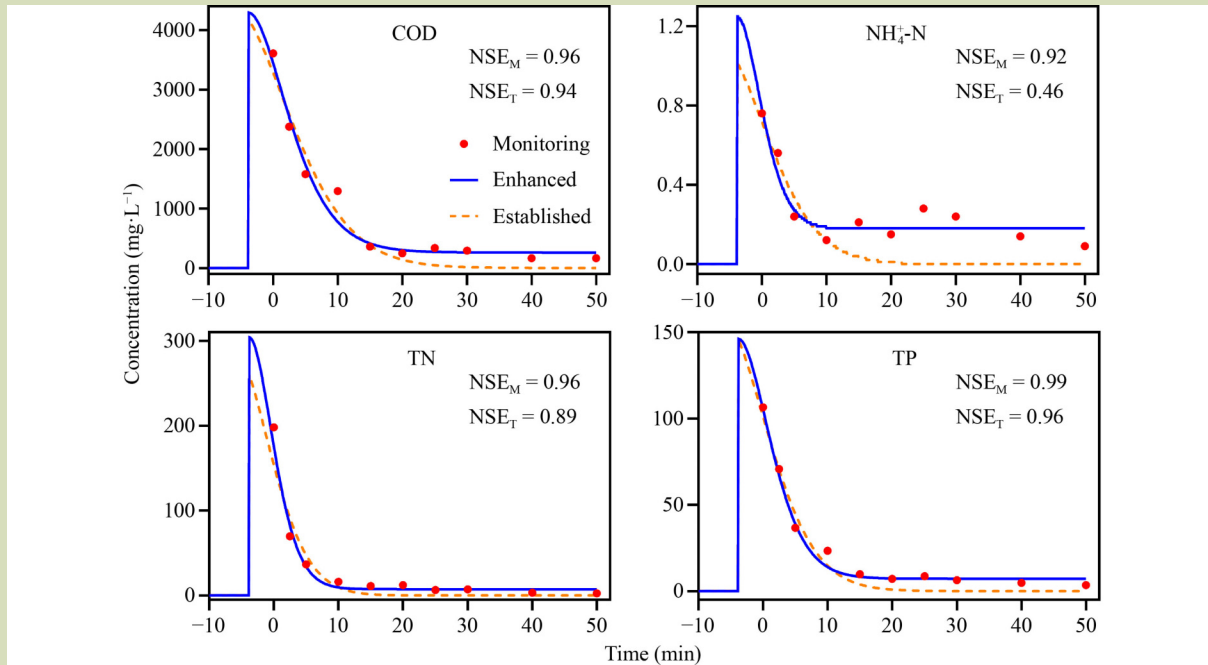 COD
NSE_M = 0.96
NSE_T = 0.94
Monitoring
Enhanced
Established
4000
3000
2000
1000
0
−10 0 10 20 30 40 50
NH₄⁺-N
NSE_M = 0.92
NSE_T = 0.46
1.2
0.8
0.4
0.0
−10 0 10 20 30 40 50
Concentration (mg·L⁻¹)
TN
NSE_M = 0.96
NSE_T = 0.89
300
200
100
0
−10 0 10 20 30 40 50
TP
NSE_M = 0.99
NSE_T = 0.96
150
100
50
0
−10 0 10 20 30 40 50
Time (min)